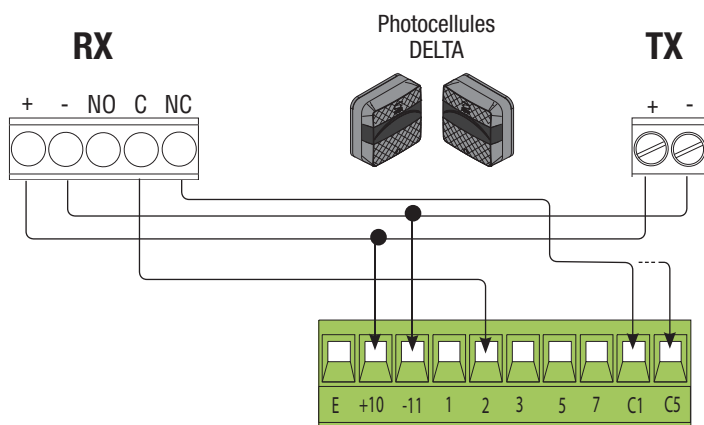 Photocellules
DELTA
RX
TX
+ - NO C NC
+ -
E +10 -11 1 2 3 5 7 C1 C5